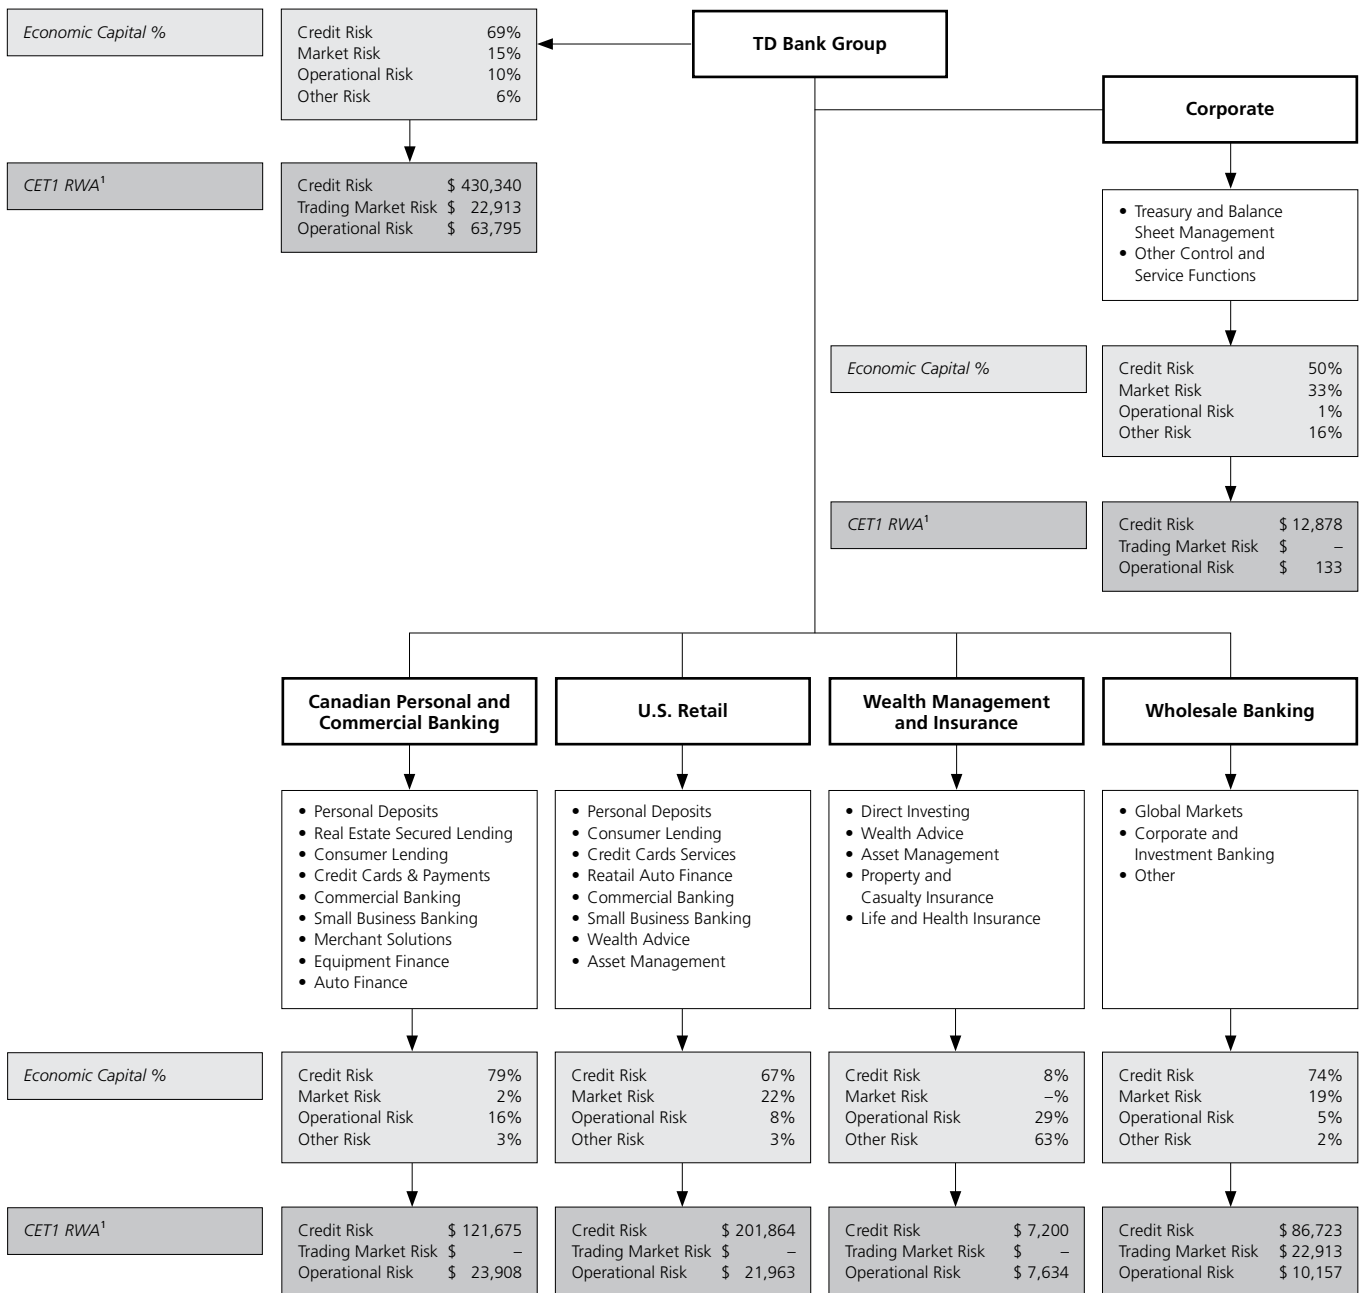 Economic Capital %
Credit Risk 69%
Market Risk 15%
Operational Risk 10%
Other Risk 6%
TD Bank Group
Corporate
CET1 RWA¹
Credit Risk $ 430,340
Trading Market Risk $ 22,913
Operational Risk $ 63,795
• Treasury and Balance
Sheet Management
• Other Control and
Service Functions
Economic Capital %
Credit Risk 50%
Market Risk 33%
Operational Risk 1%
Other Risk 16%
CET1 RWA¹
Credit Risk $ 12,878
Trading Market Risk $ –
Operational Risk $ 133
Canadian Personal and
Commercial Banking
U.S. Retail
Wealth Management
and Insurance
Wholesale Banking
• Personal Deposits
• Real Estate Secured Lending
• Consumer Lending
• Credit Cards & Payments
• Commercial Banking
• Small Business Banking
• Merchant Solutions
• Equipment Finance
• Auto Finance
• Personal Deposits
• Consumer Lending
• Credit Cards Services
• Reatail Auto Finance
• Commercial Banking
• Small Business Banking
• Wealth Advice
• Asset Management
• Direct Investing
• Wealth Advice
• Asset Management
• Property and
Casualty Insurance
• Life and Health Insurance
• Global Markets
• Corporate and
Investment Banking
• Other
Economic Capital %
Credit Risk 79%
Market Risk 2%
Operational Risk 16%
Other Risk 3%
Credit Risk 67%
Market Risk 22%
Operational Risk 8%
Other Risk 3%
Credit Risk 8%
Market Risk –%
Operational Risk 29%
Other Risk 63%
Credit Risk 74%
Market Risk 19%
Operational Risk 5%
Other Risk 2%
CET1 RWA¹
Credit Risk $ 121,675
Trading Market Risk $ –
Operational Risk $ 23,908
Credit Risk $ 201,864
Trading Market Risk $ –
Operational Risk $ 21,963
Credit Risk $ 7,200
Trading Market Risk $ –
Operational Risk $ 7,634
Credit Risk $ 86,723
Trading Market Risk $ 22,913
Operational Risk $ 10,157